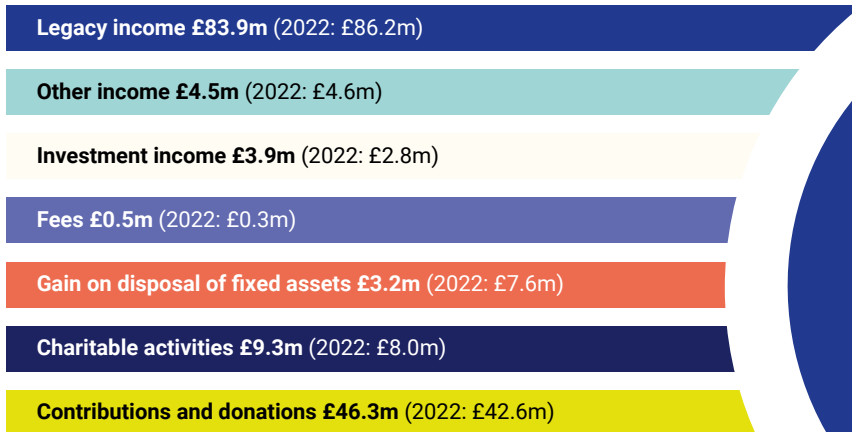 Legacy income £83.9m (2022: £86.2m)
Other income £4.5m (2022: £4.6m)
Investment income £3.9m (2022: £2.8m)
Fees £0.5m (2022: £0.3m)
Gain on disposal of fixed assets £3.2m (2022: £7.6m)
Charitable activities £9.3m (2022: £8.0m)
Contributions and donations £46.3m (2022: £42.6m)